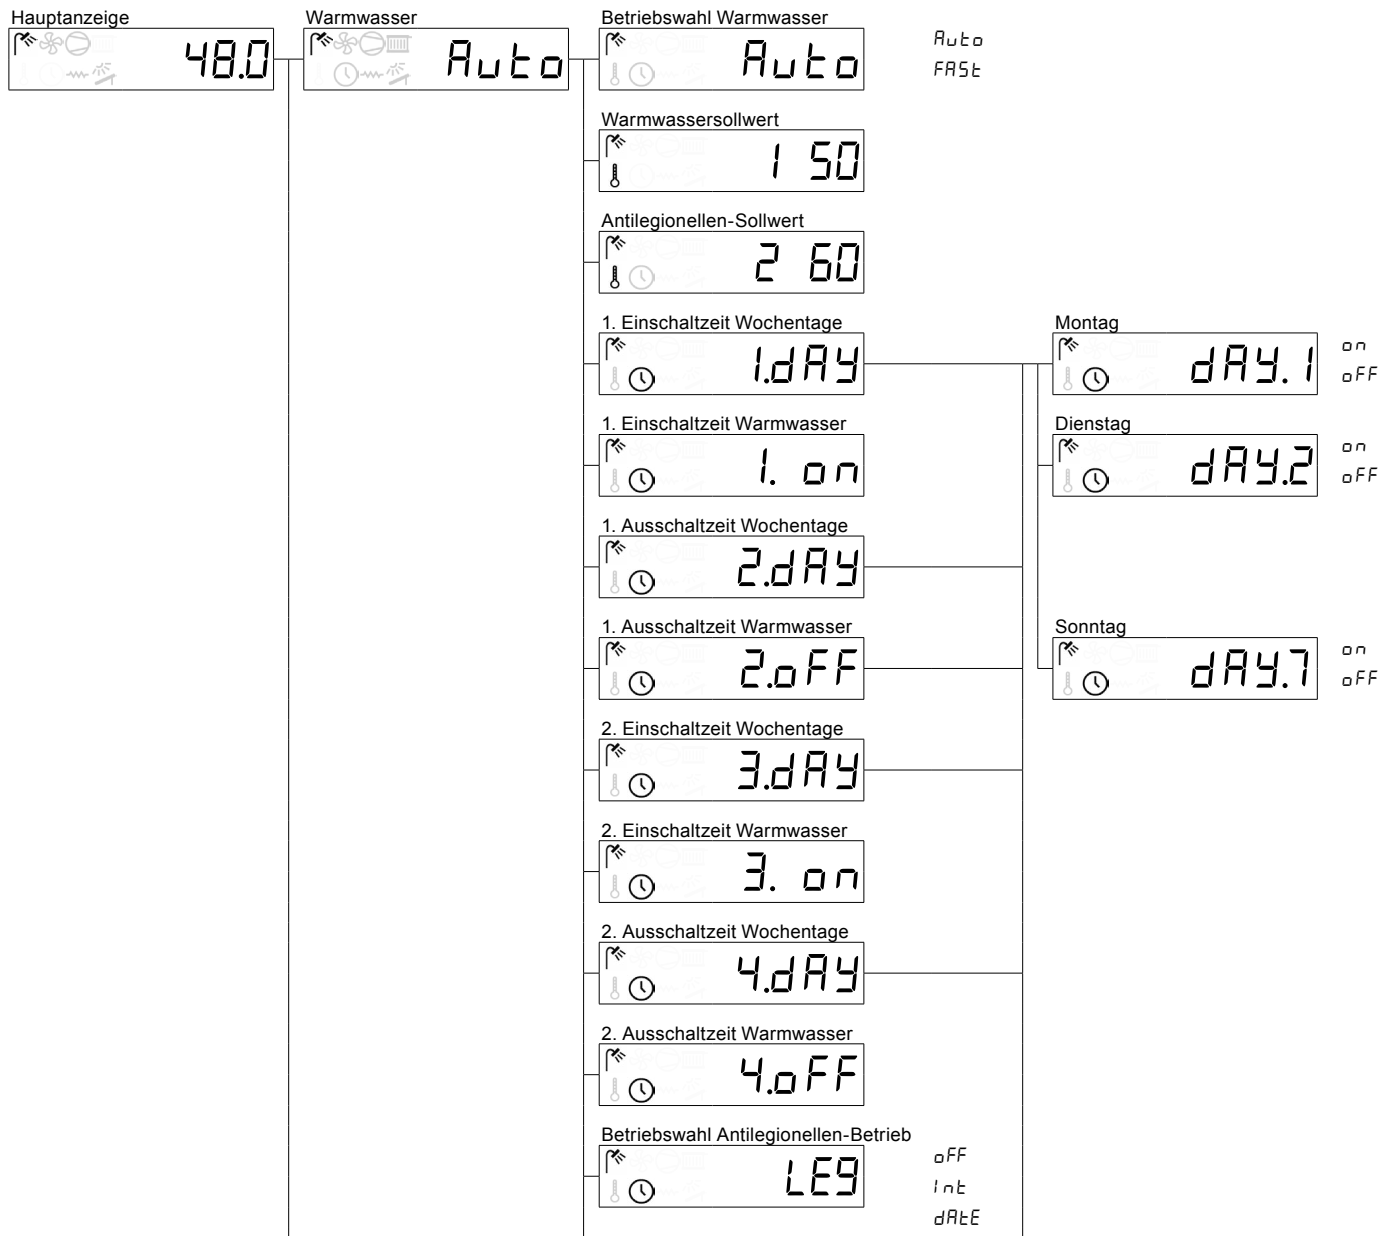 Hauptanzeige
48.0
Warmwasser
Auto
Betriebswahl Warmwasser
Auto
Auto
FASt
Warmwassersollwert
1 50
Antilegionellen-Sollwert
2 60
1. Einschaltzeit Wochentage
1.dAY
Montag
dAY.1
on
oFF
1. Einschaltzeit Warmwasser
1. on
Dienstag
dAY.2
on
oFF
1. Ausschaltzeit Wochentage
2.dAY
1. Ausschaltzeit Warmwasser
2.oFF
Sonntag
dAY.7
on
oFF
2. Einschaltzeit Wochentage
3.dAY
2. Einschaltzeit Warmwasser
3. on
2. Ausschaltzeit Wochentage
4.dAY
2. Ausschaltzeit Warmwasser
4.oFF
Betriebswahl Antilegionellen-Betrieb
LEg
oFF
Int
dAtE